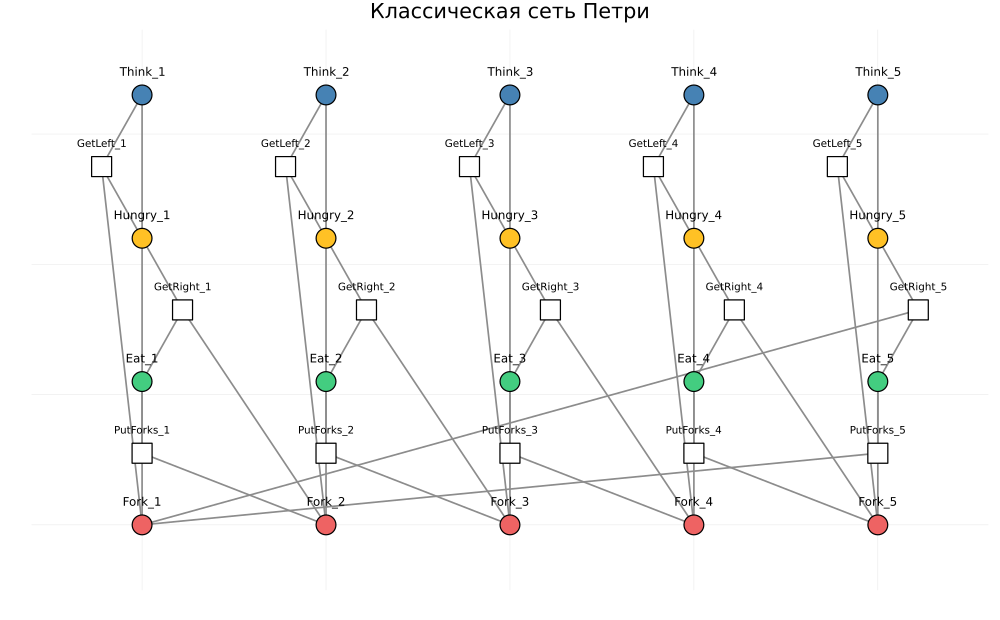 Классическая сеть Петри
Think_1 Think_2 Think_3 Think_4 Think_5
GetLeft_1 GetLeft_2 GetLeft_3 GetLeft_4 GetLeft_5
Hungry_1 Hungry_2 Hungry_3 Hungry_4 Hungry_5
GetRight_1 GetRight_2 GetRight_3 GetRight_4 GetRight_5
Eat_1 Eat_2 Eat_3 Eat_4 Eat_5
PutForks_1 PutForks_2 PutForks_3 PutForks_4 PutForks_5
Fork_1 Fork_2 Fork_3 Fork_4 Fork_5